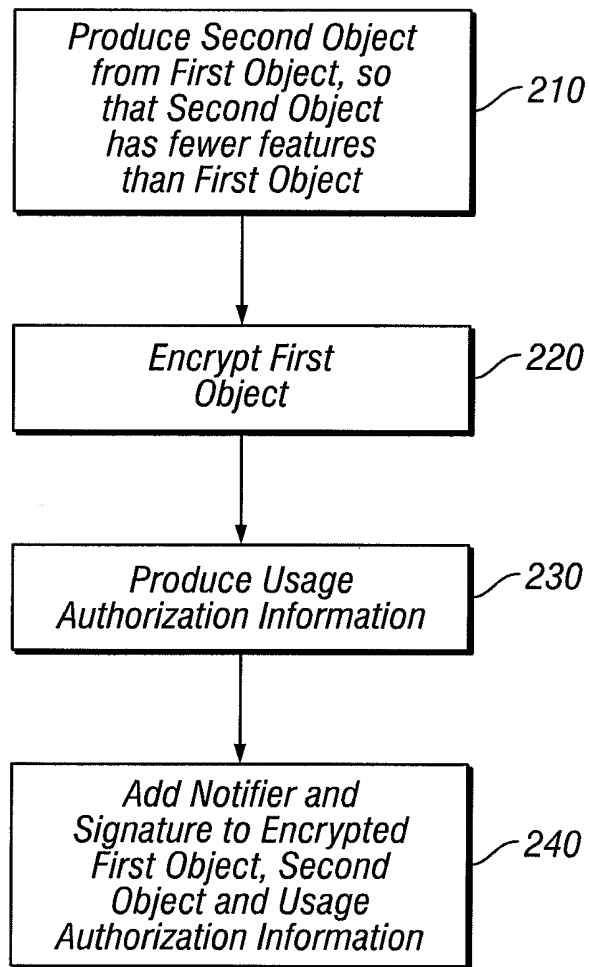 Produce Second Object
from First Object, so
that Second Object
has fewer features
than First Object
210
Encrypt First
Object
220
Produce Usage
Authorization Information
230
Add Notifier and
Signature to Encrypted
First Object, Second
Object and Usage
Authorization Information
240